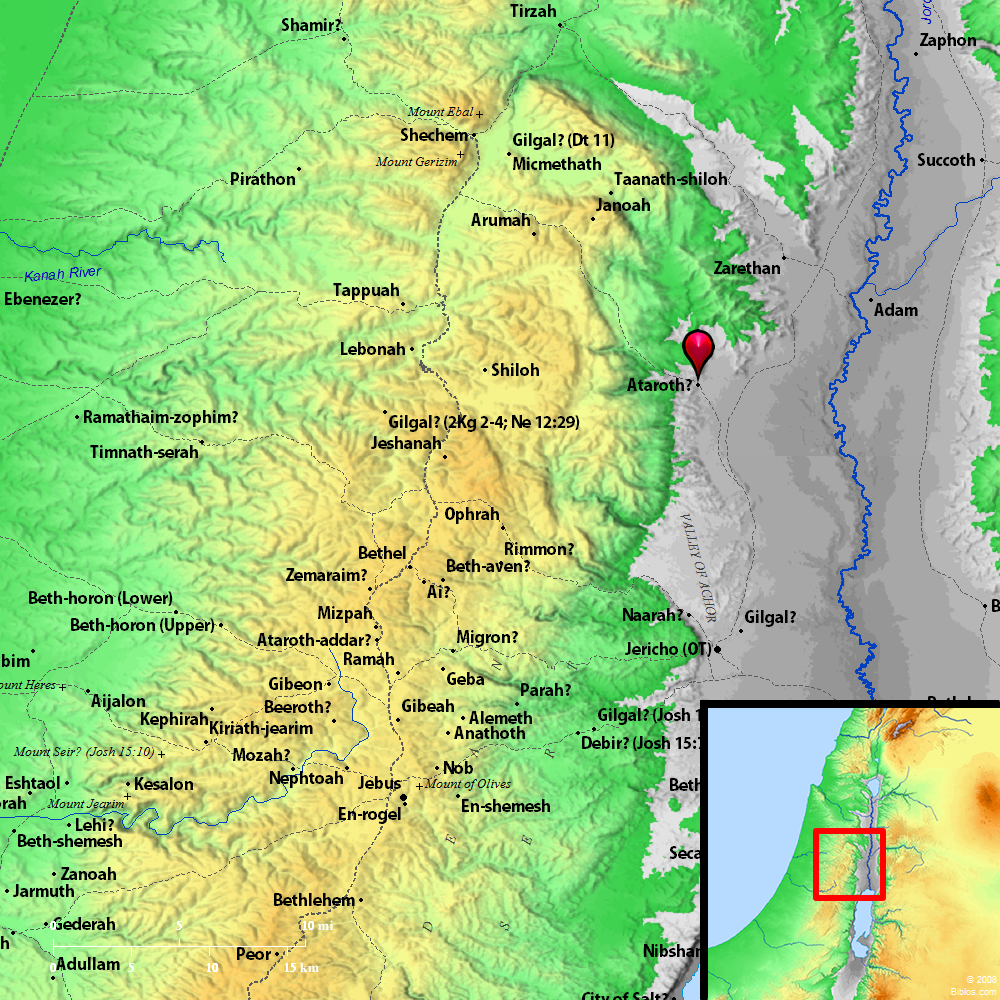 Tirzah
Jord
Shamir?
Zaphon
Mount Ebal
Shechem
Gilgal? (Dt 11)
Mount Gerizim
Micmethath
Succoth
Pirathon
Taanath-shiloh
Janoah
Arumah
Zarethan
Kanah River
Ebenezer?
Tappuah
Adam
Lebonah
Shiloh
Ataroth?
Ramathaim-zophim?
Gilgal? (2Kg 2-4; Ne 12:29)
Jeshanah
Timnath-serah
Ophrah
VALLEY OF ACHOR
Bethel
Rimmon?
Beth-aven?
Zemaraim?
Ai?
Beth-horon (Lower)
B
Mizpah
Naarah?
Gilgal?
Beth-horon (Upper)
Ataroth-addar?
Migron?
Jericho (OT)
bim
Ramah
N
Geba
Gibeon
ount Heres
Parah?
Aijalon
Beeroth?
Gibeah
Kephirah
Alemeth
Gilgal? (Josh 1
Kiriath-jearim
Anathoth
Debir? (Josh 15:7
Mount Seir? (Josh 15:10)
Mozah?
R
Nob
Nephtoah
Eshtaol
Kesalon
Jebus
Mount of Olives
Beth
rah
Mount Jearim
En-rogel
En-shemesh
Lehi?
Beth-shemesh
E
E
Seca
Zanoah
Jarmuth
Bethlehem
Gederah
0 5 10 mi
D
S
h
Nibshan
Peor
Adullam
0 5 10 15 km
City of Salt?
© 2008
Biblos.com